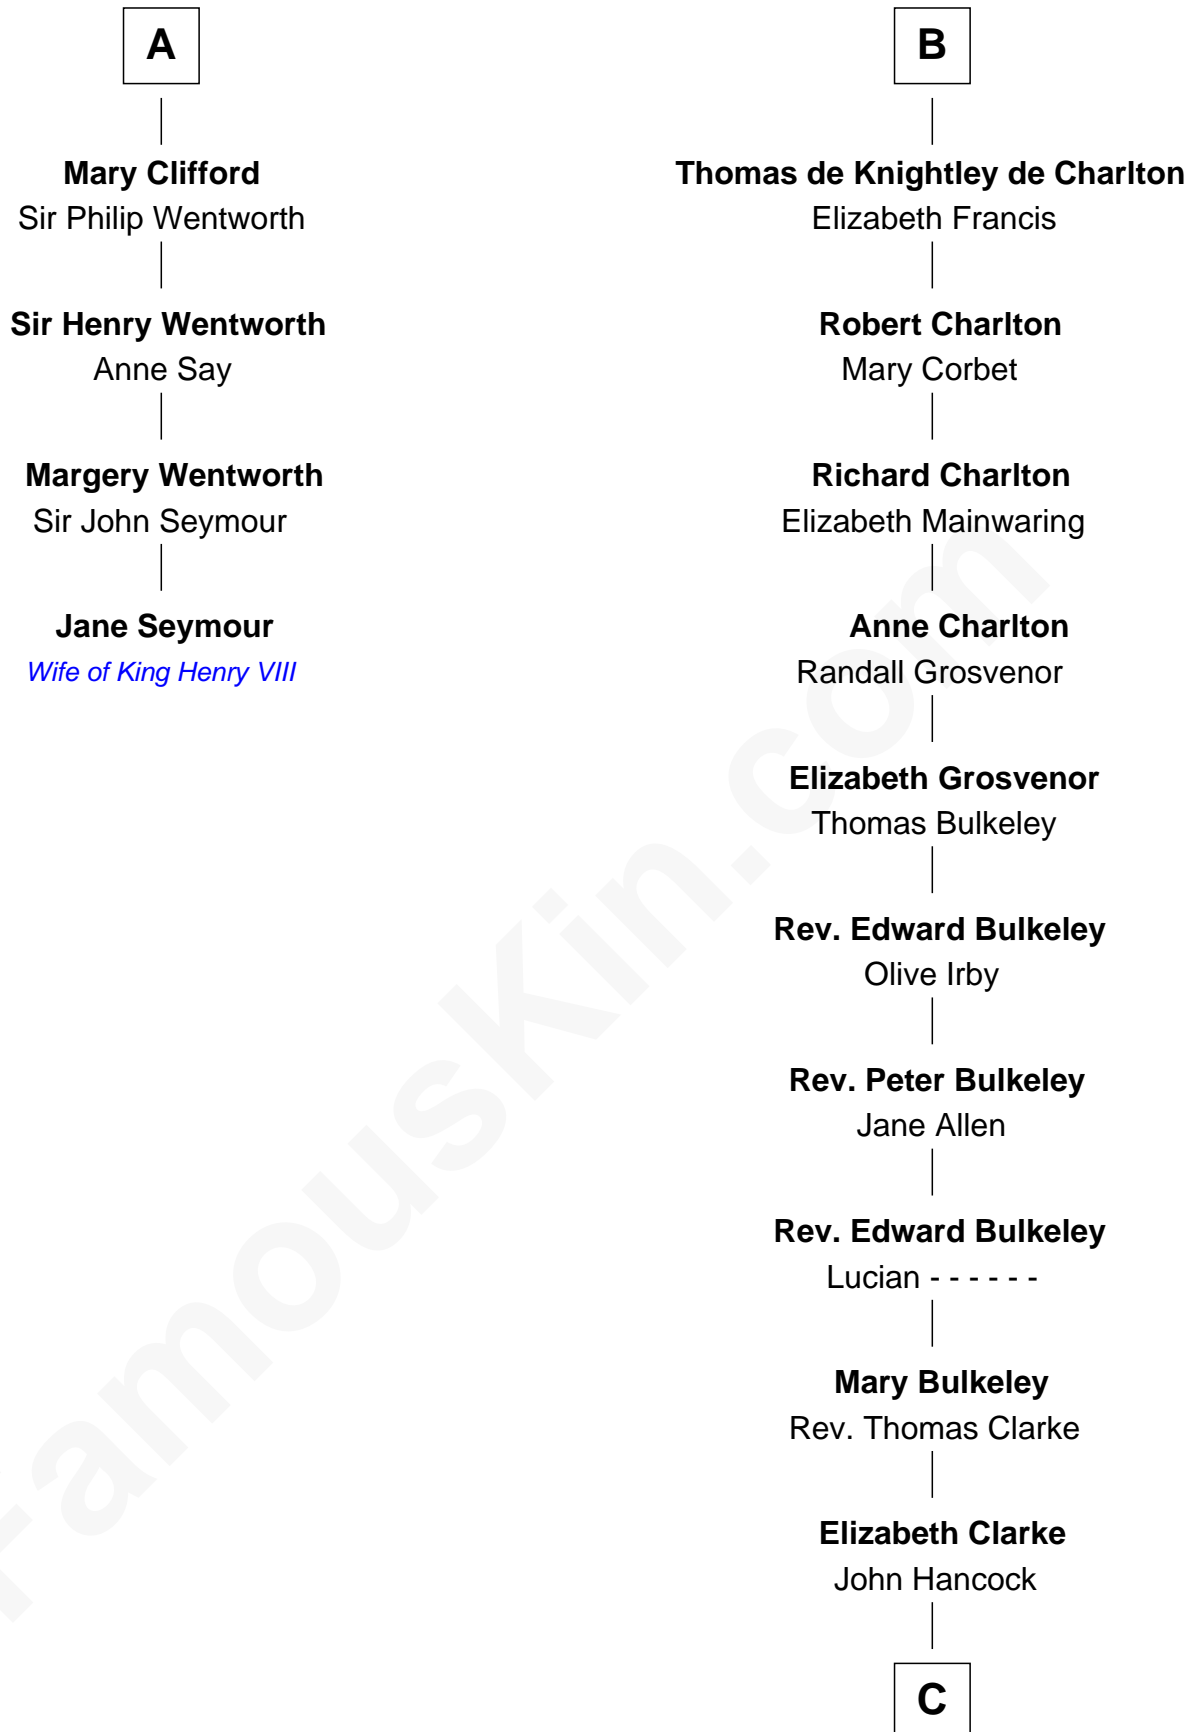 A
Mary Clifford
Sir Philip Wentworth
Sir Henry Wentworth
Anne Say
Margery Wentworth
Sir John Seymour
Jane Seymour
Wife of King Henry VIII
B
Thomas de Knightley de Charlton
Elizabeth Francis
Robert Charlton
Mary Corbet
Richard Charlton
Elizabeth Mainwaring
Anne Charlton
Randall Grosvenor
Elizabeth Grosvenor
Thomas Bulkeley
Rev. Edward Bulkeley
Olive Irby
Rev. Peter Bulkeley
Jane Allen
Rev. Edward Bulkeley
Lucian - - - - - -
Mary Bulkeley
Rev. Thomas Clarke
Elizabeth Clarke
John Hancock
C
FamousKin.com